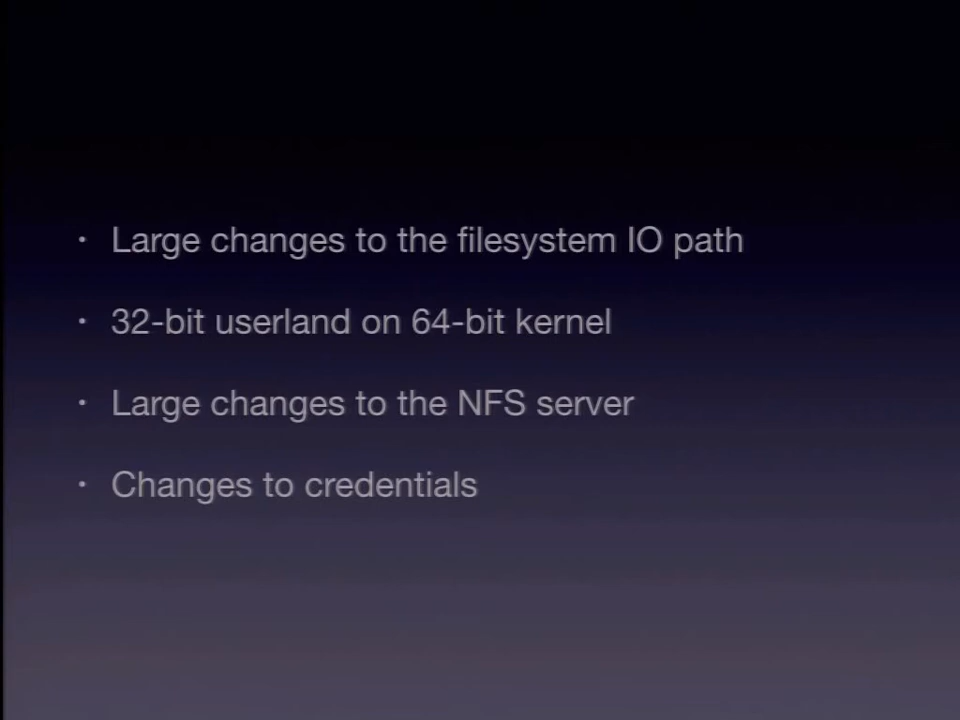 • Large changes to the filesystem IO path
• 32-bit userland on 64-bit kernel
• Large changes to the NFS server
• Changes to credentials